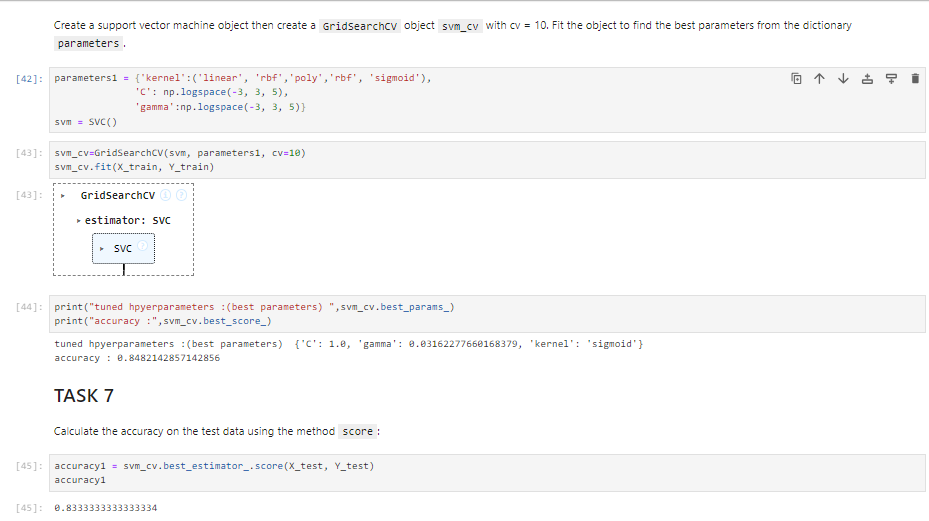 Create a support vector machine object then create a GridSearchCV object svm_cv with cv = 10. Fit the object to find the best parameters from the dictionary
parameters .
[42]: parameters1 = {'kernel':('linear', 'rbf','poly','rbf', 'sigmoid'),
'C': np.logspace(-3, 3, 5),
'gamma':np.logspace(-3, 3, 5)}
svm = SVC()
[43]: svm_cv=GridSearchCV(svm, parameters1, cv=10)
svm_cv.fit(X_train, Y_train)
[43]: ▸ GridSearchCV i ?
▸ estimator: SVC
▸ SVC ?
[44]: print("tuned hpyerparameters :(best parameters) ",svm_cv.best_params_)
print("accuracy :",svm_cv.best_score_)
tuned hpyerparameters :(best parameters)  {'C': 1.0, 'gamma': 0.03162277660168379, 'kernel': 'sigmoid'}
accuracy : 0.8482142857142856
TASK 7
Calculate the accuracy on the test data using the method score :
[45]: accuracy1 = svm_cv.best_estimator_.score(X_test, Y_test)
accuracy1
[45]: 0.8333333333333334